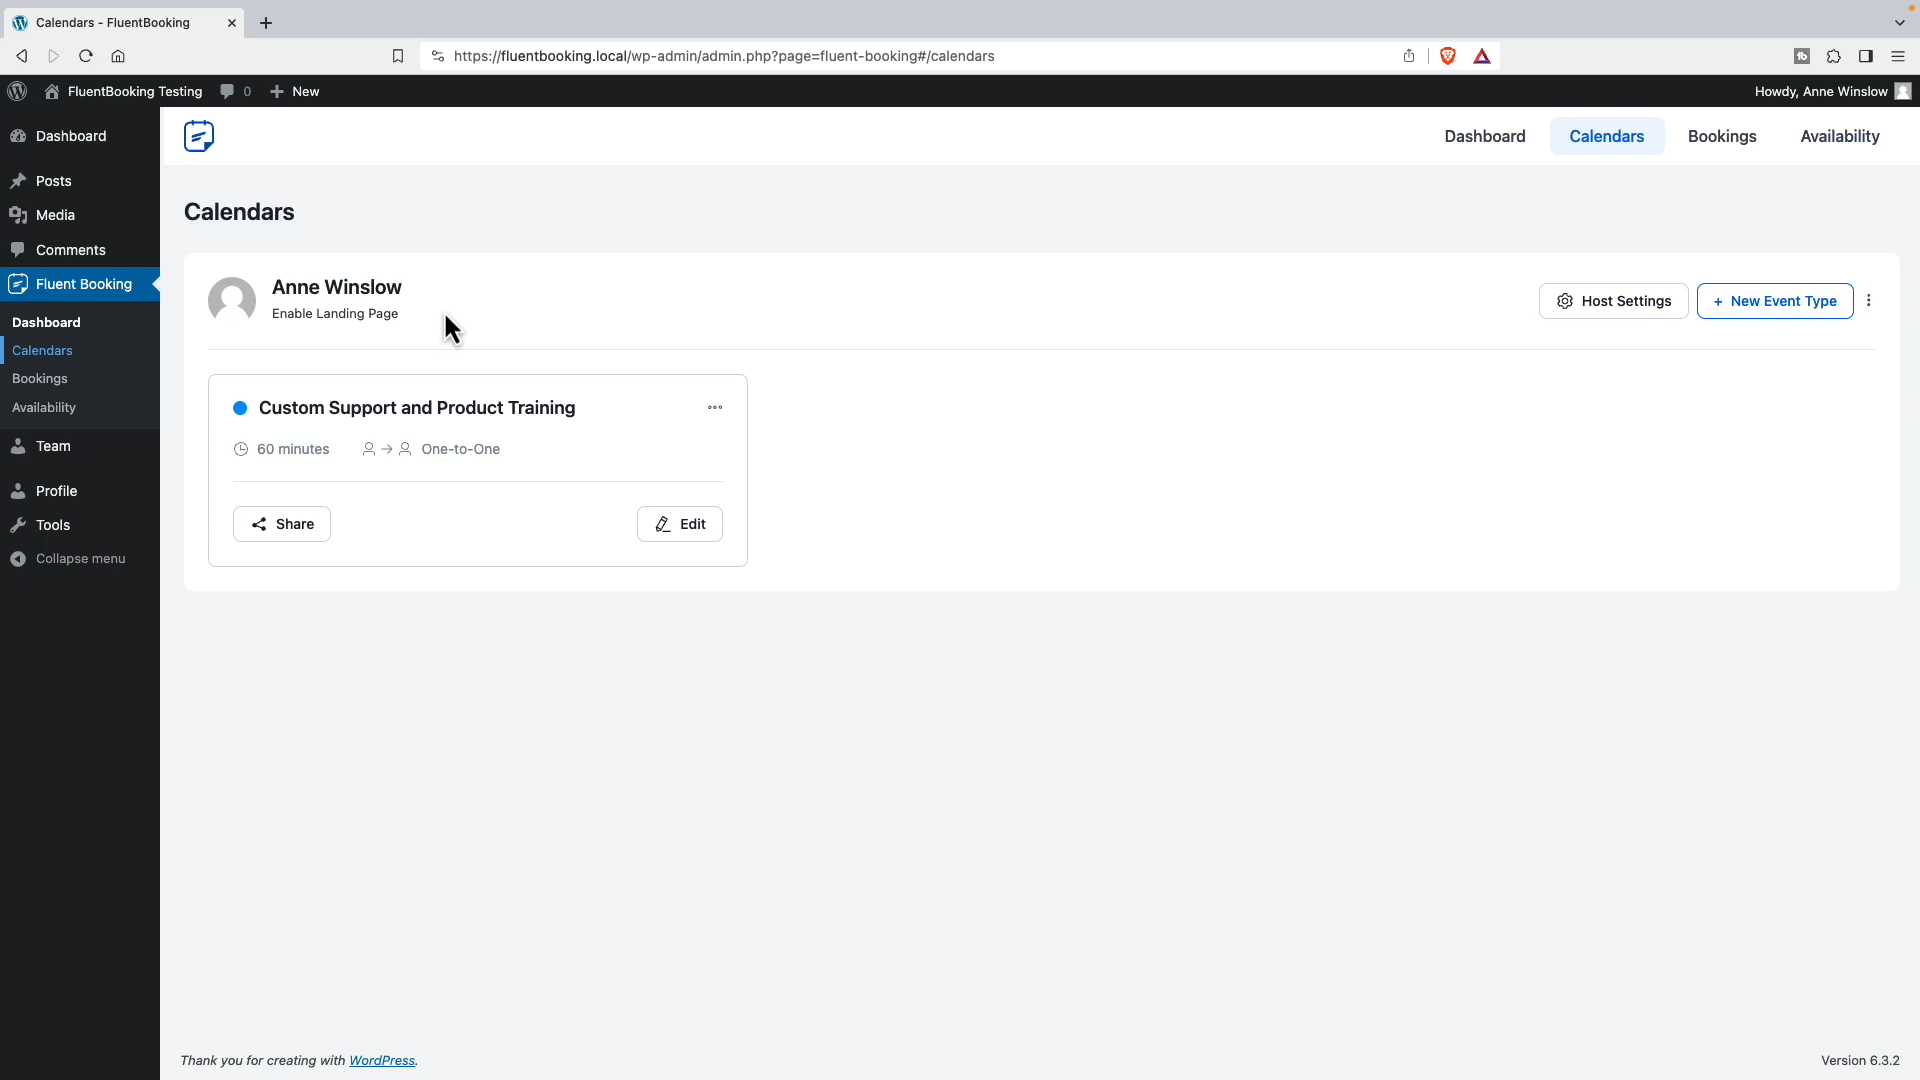 Calendars - FluentBooking
https://fluentbooking.local/wp-admin/admin.php?page=fluent-booking#/calendars
FluentBooking Testing 0 New
Howdy, Anne Winslow
Dashboard
Posts
Media
Comments
Fluent Booking
Dashboard
Calendars
Bookings
Availability
Team
Profile
Tools
Collapse menu
Dashboard Calendars Bookings Availability
Calendars
Anne Winslow
Enable Landing Page
Host Settings
+ New Event Type
Custom Support and Product Training
60 minutes One-to-One
Share
Edit
Thank you for creating with WordPress.
Version 6.3.2